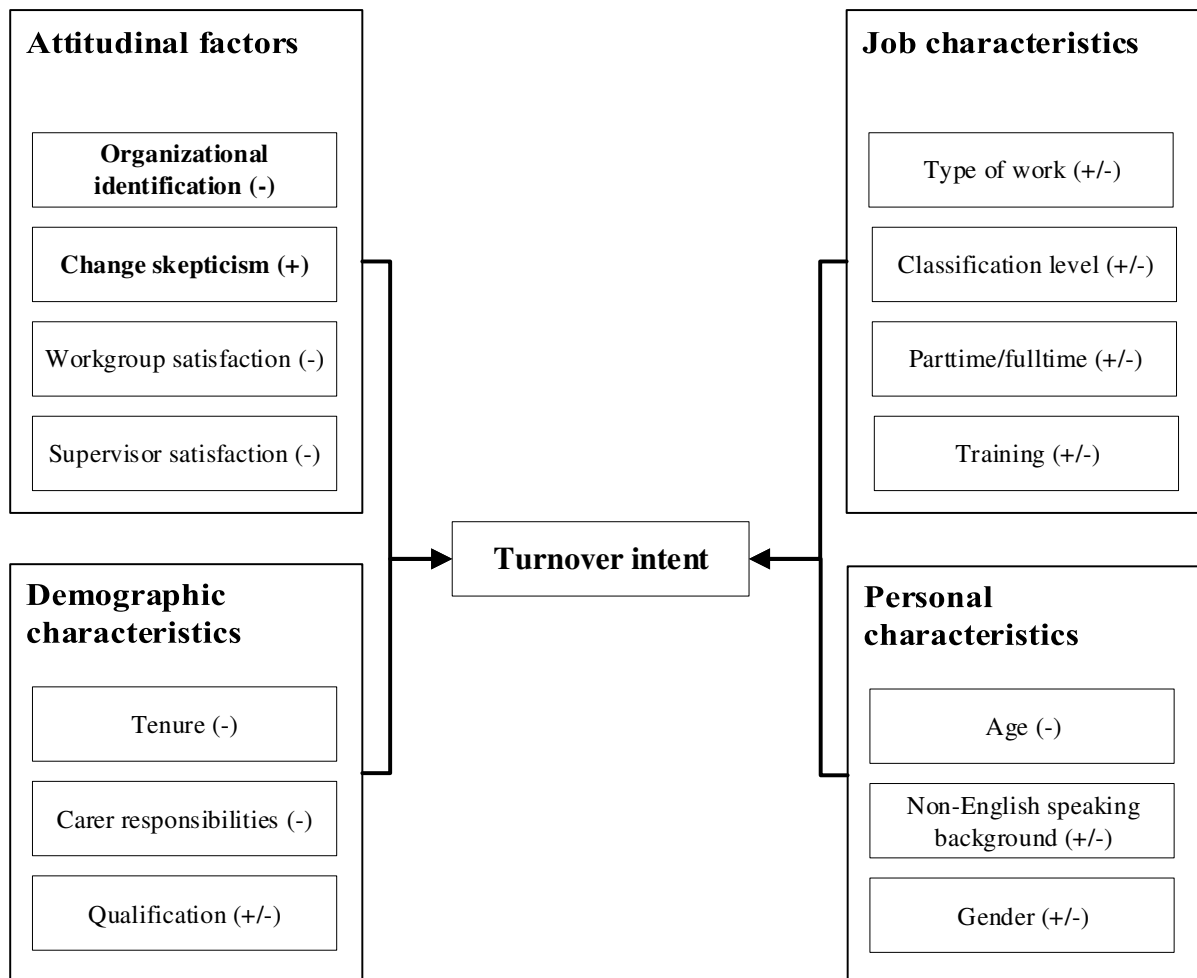 Attitudinal factors
Organizational
identification (-)
Change skepticism (+)
Workgroup satisfaction (-)
Supervisor satisfaction (-)
Demographic
characteristics
Tenure (-)
Carer responsibilities (-)
Qualification (+/-)
Turnover intent
Job characteristics
Type of work (+/-)
Classification level (+/-)
Parttime/fulltime (+/-)
Training (+/-)
Personal
characteristics
Age (-)
Non-English speaking
background (+/-)
Gender (+/-)